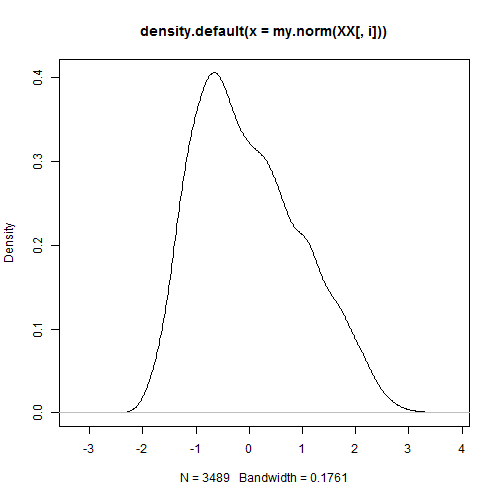 density.default(x = my.norm(XX[, i]))
Density
0.4
0.3
0.2
0.1
0.0
-3 -2 -1 0 1 2 3 4
N = 3489 Bandwidth = 0.1761